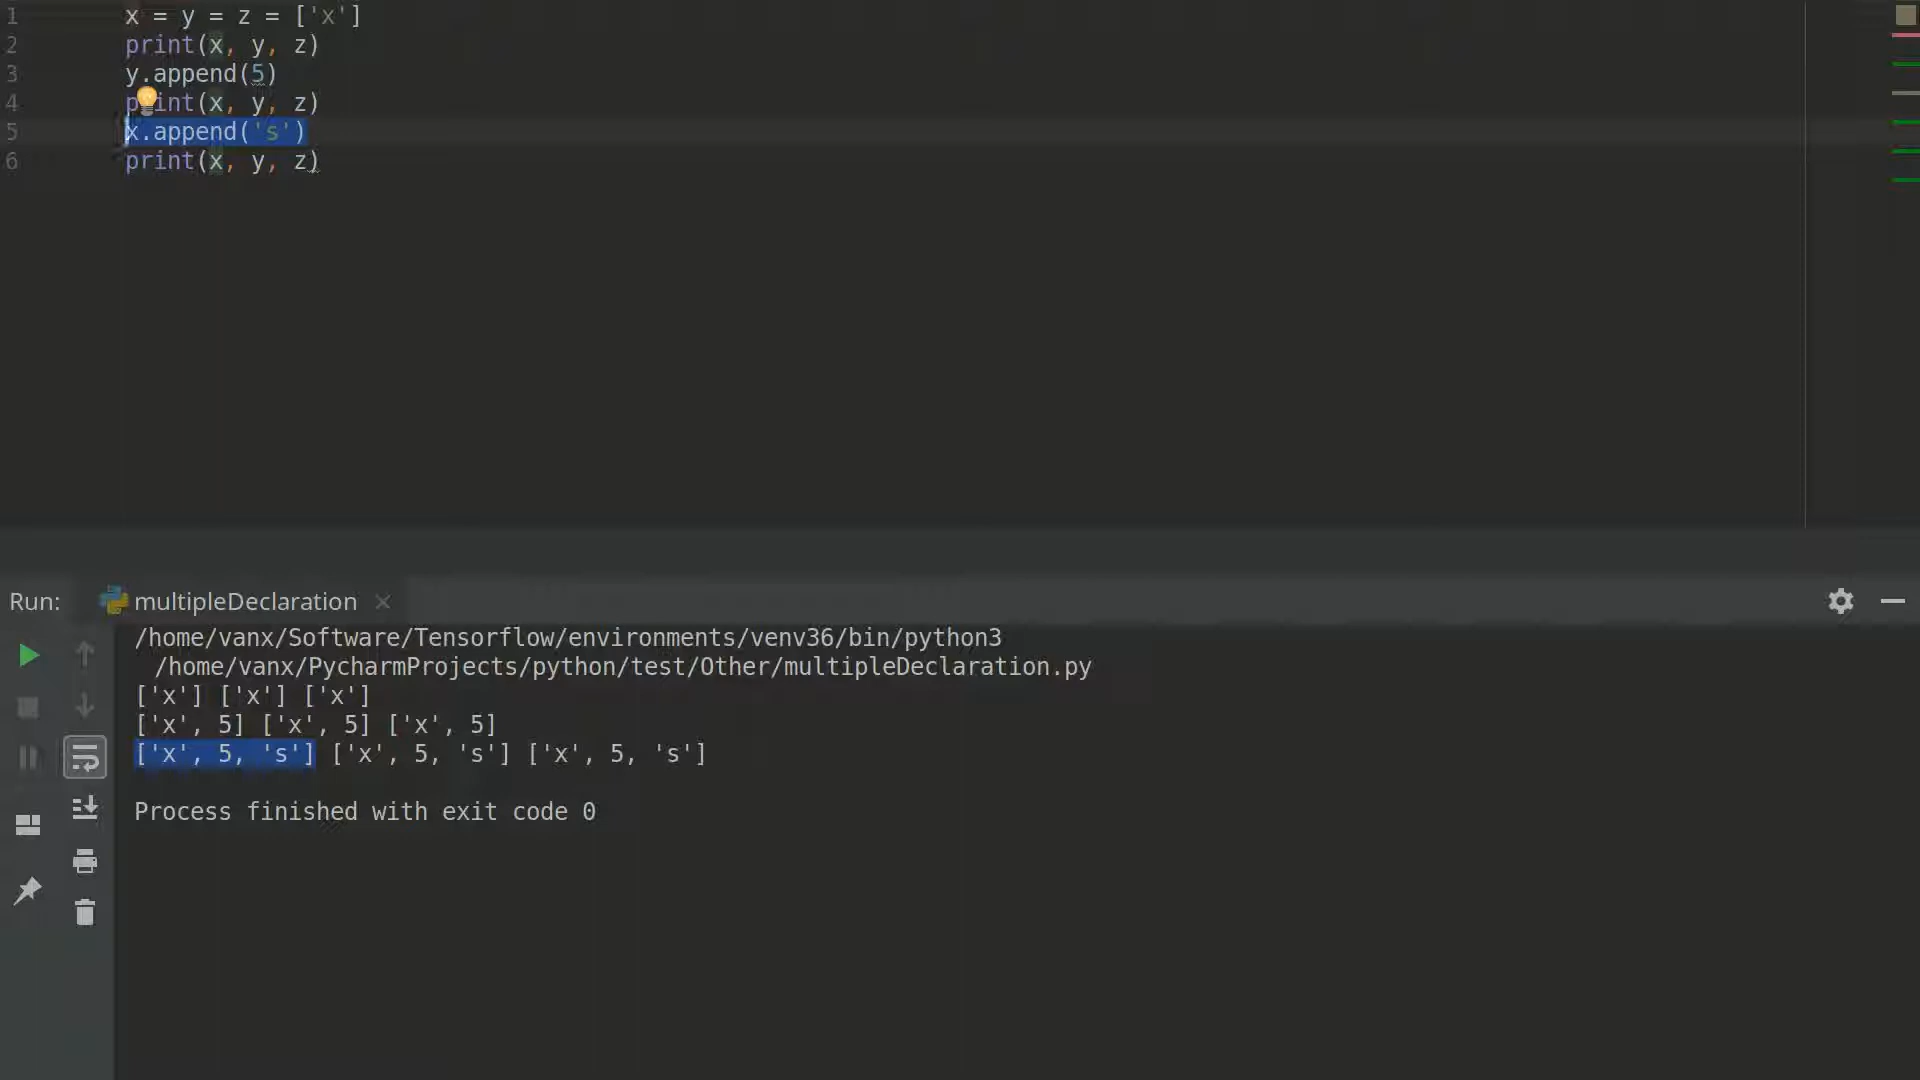 1 x = y = z = ['x']
2 print(x, y, z)
3 y.append(5)
4 print(x, y, z)
5 x.append('s')
6 print(x, y, z)
Run: multipleDeclaration
/home/vanx/Software/Tensorflow/environments/venv36/bin/python3
/home/vanx/PycharmProjects/python/test/Other/multipleDeclaration.py
['x'] ['x'] ['x']
['x', 5] ['x', 5] ['x', 5]
['x', 5, 's'] ['x', 5, 's'] ['x', 5, 's']
Process finished with exit code 0